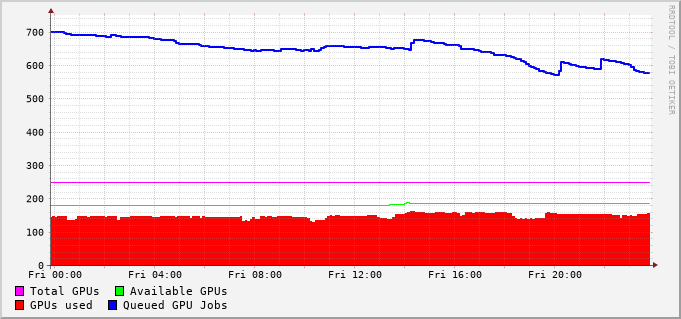 RRDTOOL / TOBI OETIKER
700
600
500
400
300
200
100
0
Fri 00:00 Fri 04:00 Fri 08:00 Fri 12:00 Fri 16:00 Fri 20:00
Total GPUs Available GPUs
GPUs used Queued GPU Jobs